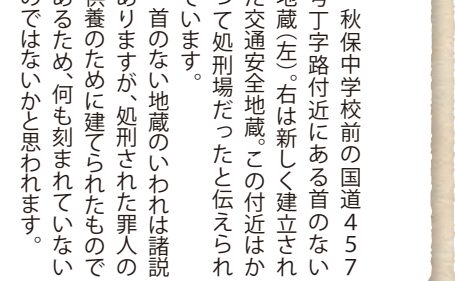 秋保中学校前の国道４５７
号丁字路付近にある首のない
地蔵（左）。右は新しく建立され
た交通安全地蔵。この付近はか
つて処刑場だったと伝えられ
ています。
首のない地蔵のいわれは諸説
ありますが、処刑された罪人の
供養のために建てられたもので
あるため、何も刻まれていない
のではないかと思われます。